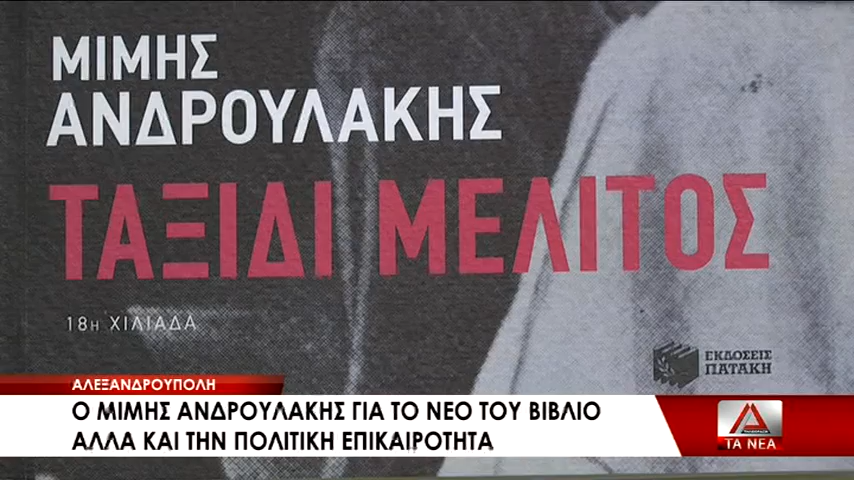 ΜΙΜΗΣ
ΑΝΔΡΟΥΛΑΚΗΣ
ΤΑΞΙΔΙ ΜΕΛΙΤΟΣ
18η ΧΙΛΙΑΔΑ
ΕΚΔΟΣΕΙΣ
ΠΑΤΑΚΗ
ΑΛΕΞΑΝΔΡΟΥΠΟΛΗ
Ο ΜΙΜΗΣ ΑΝΔΡΟΥΛΑΚΗΣ ΓΙΑ ΤΟ ΝΕΟ ΤΟΥ ΒΙΒΛΙΟ
ΑΛΛΑ ΚΑΙ ΤΗΝ ΠΟΛΙΤΙΚΗ ΕΠΙΚΑΙΡΟΤΗΤΑ
ΤΑ ΝΕΑ